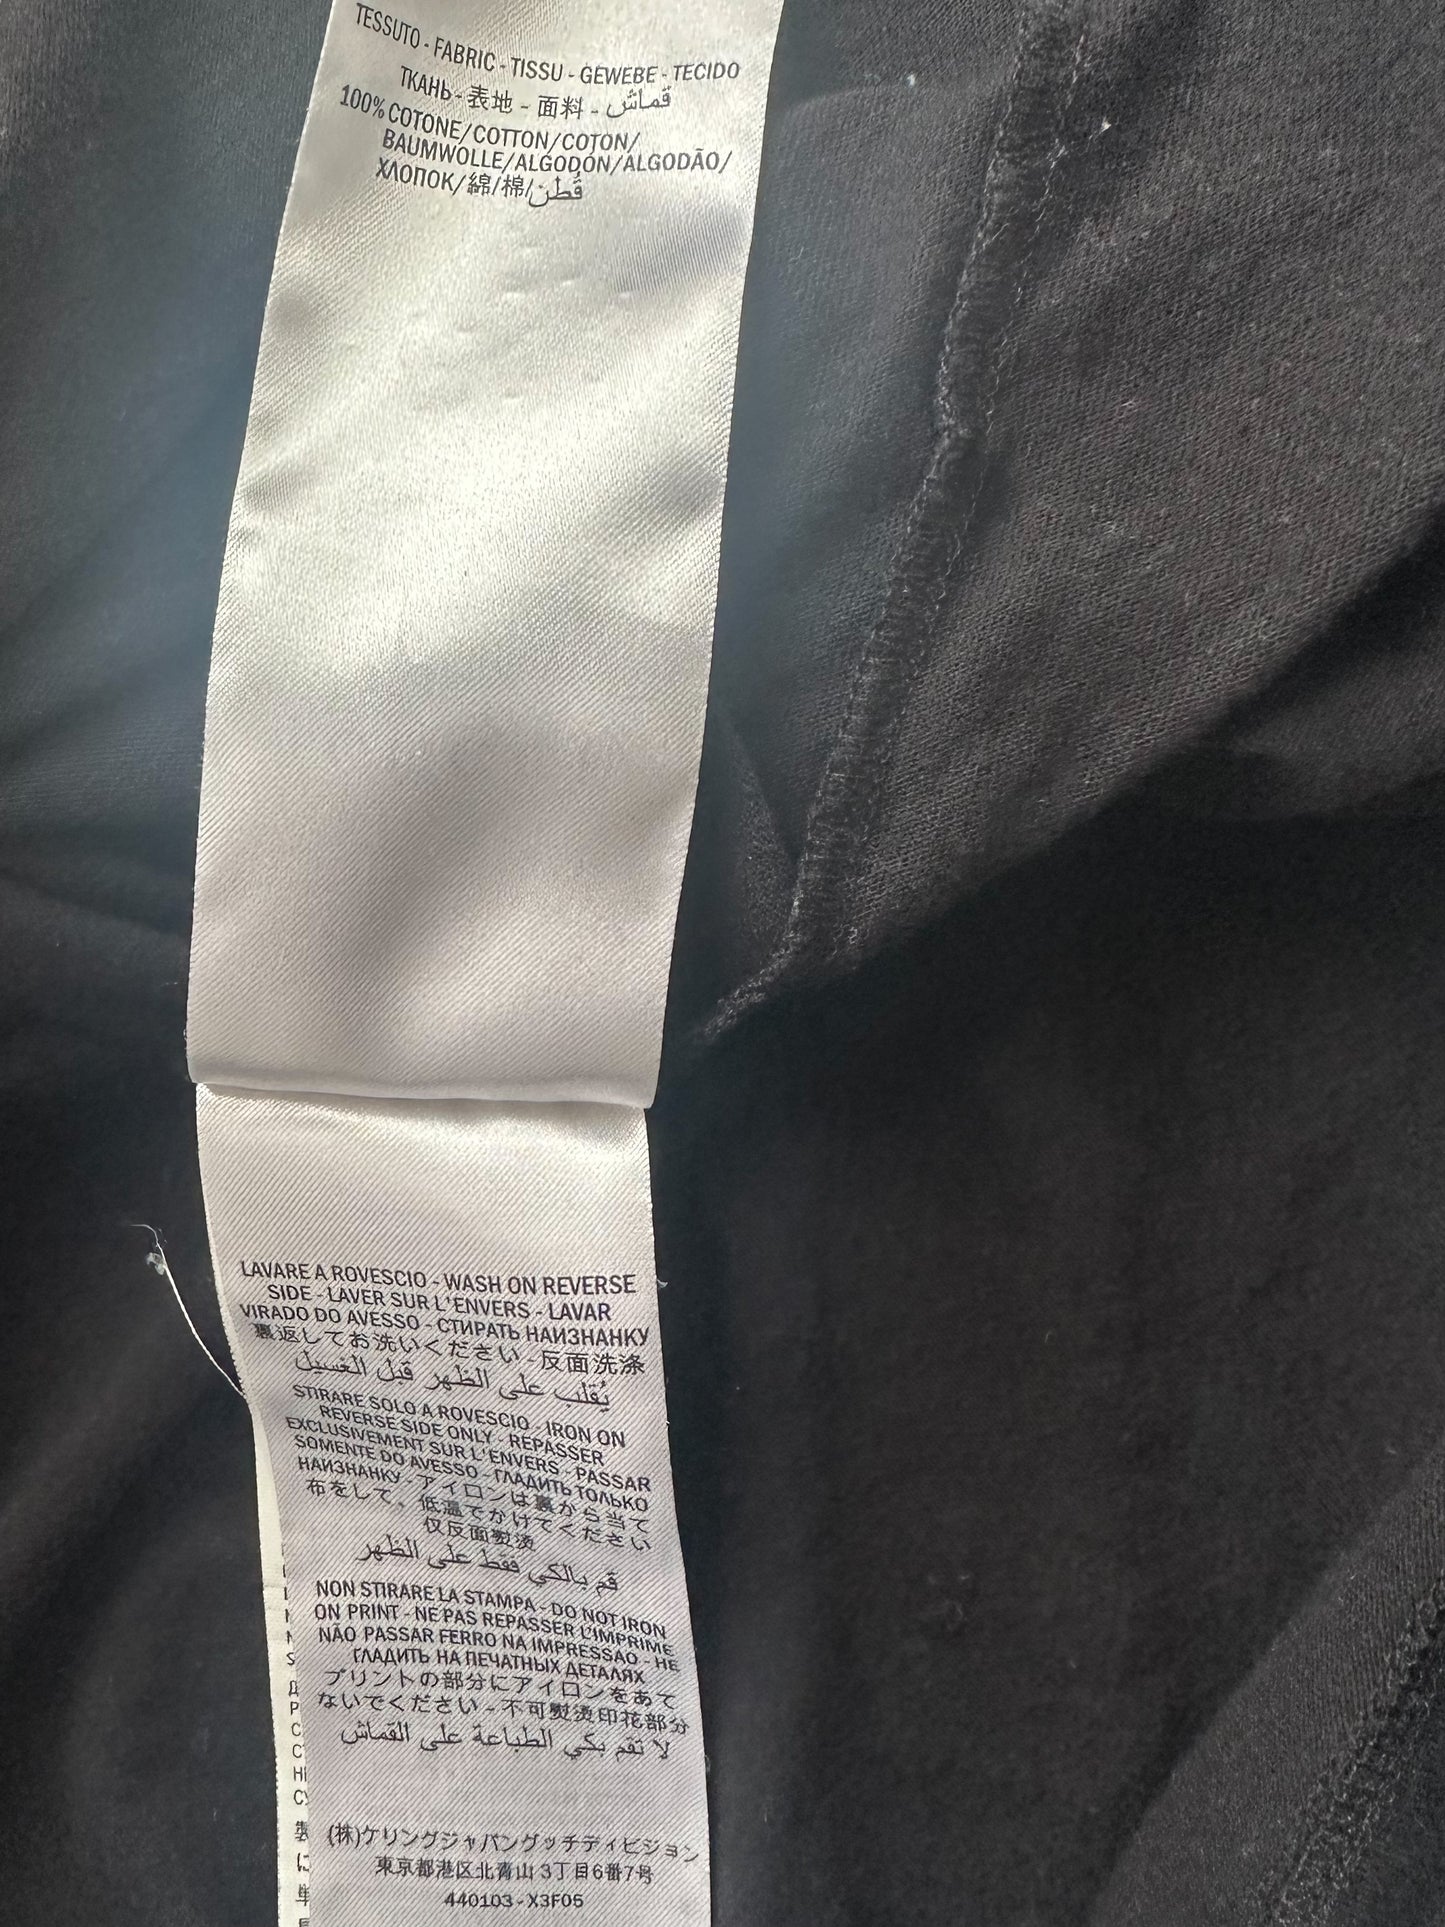 TESSUTO - FABRIC - TISSU - GEWEBE - TECIDO
ТКАНЬ - 表地 - 面料 - قماش
100% COTONE/COTTON/COTON/
BAUMWOLLE/ALGODÓN/ALGODÃO/
ХЛОПОК/綿/棉/قُطن
LAVARE A ROVESCIO - WASH ON REVERSE
SIDE - LAVER SUR L'ENVERS - LAVAR
VIRADO DO AVESSO - СТИРАТЬ НАИЗНАНКУ
裏返してお洗いください - 反面洗涤
يُقلب على الظهر قبل الغسيل
STIRARE SOLO A ROVESCIO - IRON ON
REVERSE SIDE ONLY - REPASSER
EXCLUSIVEMENT SUR L'ENVERS - PASSAR
SOMENTE DO AVESSO - ГЛАДИТЬ ТОЛЬКО
НАИЗНАНКУ - アイロンは裏から当て
布をして、低温でかけてください
仅反面熨烫
قم بالكي فقط على الظهر
NON STIRARE LA STAMPA - DO NOT IRON
ON PRINT - NE PAS REPASSER L'IMPRIME
NÃO PASSAR FERRO NA IMPRESSAO - НЕ
ГЛАДИТЬ НА ПЕЧАТНЫХ ДЕТАЛЯХ
プリントの部分にアイロンをあて
ないでください - 不可熨烫印花部分
لا تقم بكي الطباعة على القماش
(株)ケリングジャパングッチディビジョン
東京都港区北青山3丁目6番7号
440103 - X3F05